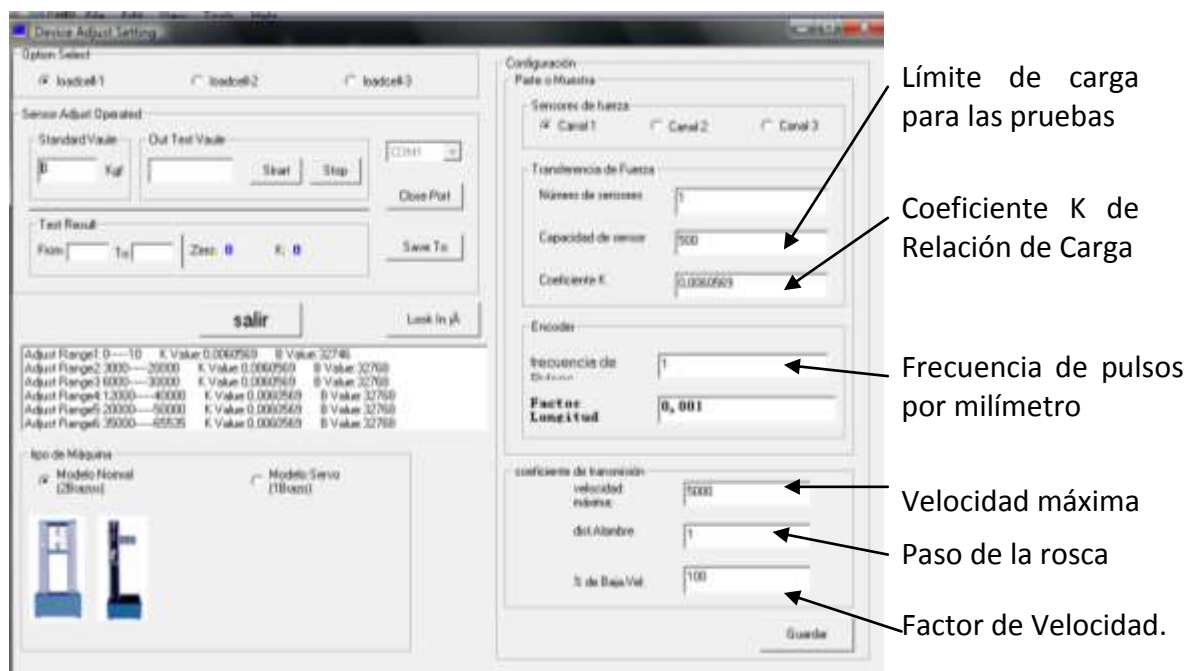 Device Adjust Setting
Option Select
loadcell-1 loadcell-2 loadcell-3
Sensor Adjust Operated
Standard Vaule
Out Test Vaule
0 Kgf
Start Stop
COM1
Close Port
Test Result
From To Zero: 0 K: 0
Save To
salir
Look In
Adjust Range1: 0----10 K Value:0.0060569 B Value:32746
Adjust Range2: 3000----20000 K Value:0.0060569 B Value:32768
Adjust Range3: 6000----30000 K Value:0.0060569 B Value:32768
Adjust Range4: 12000----40000 K Value:0.0060569 B Value:32768
Adjust Range5: 20000----50000 K Value:0.0060569 B Value:32768
Adjust Range6: 35000----65535 K Value:0.0060569 B Value:32768
tipo de Máquina
Modelo Normal
(2Brazos)
Modelo Servo
(1Brazo)
Configuración
Parte o Muestra
Sensores de fuerza
Canal 1 Canal 2 Canal 3
Transferencia de Fuerza
Número de sensores 1
Capacidad de sensor 500
Coeficiente K 0,0060569
Encoder
frecuencia de
Pulsos
1
Factor
Longitud
0,001
coeficiente de transmisión
velocidad
máxima:
5000
dist.Alambre 1
% de Baja Vel. 100
Guardar
Límite de carga
para las pruebas
Coeficiente K de
Relación de Carga
Frecuencia de pulsos
por milímetro
Velocidad máxima
Paso de la rosca
Factor de Velocidad.